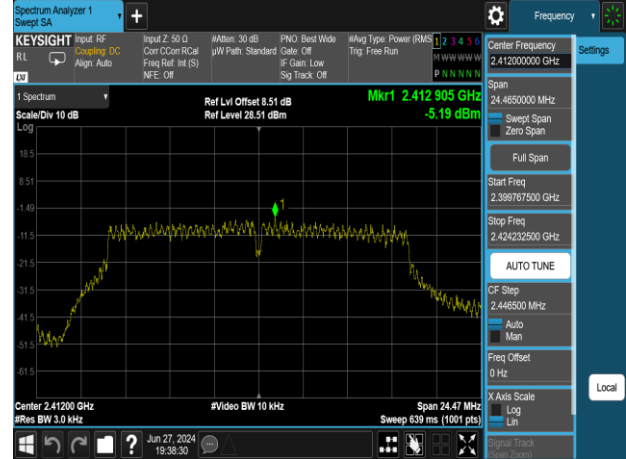 Spectrum Analyzer 1
Swept SA
Frequency
KEYSIGHT
Input: RF
Coupling: DC
Align: Auto
RL
LXI
Input Z: 50 Ω
Corr CCorr RCal
Freq Ref: Int (S)
NFE: Off
#Atten: 30 dB
µW Path: Standard
PNO: Best Wide
Gate: Off
IF Gain: Low
Sig Track: Off
#Avg Type: Power (RMS
Trig: Free Run
1 2 3 4 5 6
M W W W W W
P N N N N N
Settings
1 Spectrum
Scale/Div 10 dB
Log
Ref Lvl Offset 8.51 dB
Ref Level 28.51 dBm
Mkr1 2.412 905 GHz
-5.19 dBm
18.5
8.51
-1.49
-11.5
-21.5
-31.5
-41.5
-51.5
-61.5
1
Center 2.41200 GHz
#Res BW 3.0 kHz
#Video BW 10 kHz
Span 24.47 MHz
Sweep 639 ms (1001 pts)
Center Frequency
2.412000000 GHz
Span
24.4650000 MHz
Swept Span
Zero Span
Full Span
Start Freq
2.399767500 GHz
Stop Freq
2.424232500 GHz
AUTO TUNE
CF Step
2.446500 MHz
Auto
Man
Freq Offset
0 Hz
X Axis Scale
Log
Lin
Signal Track
(Span Zoom)
Local
?
Jun 27, 2024
19:38:30